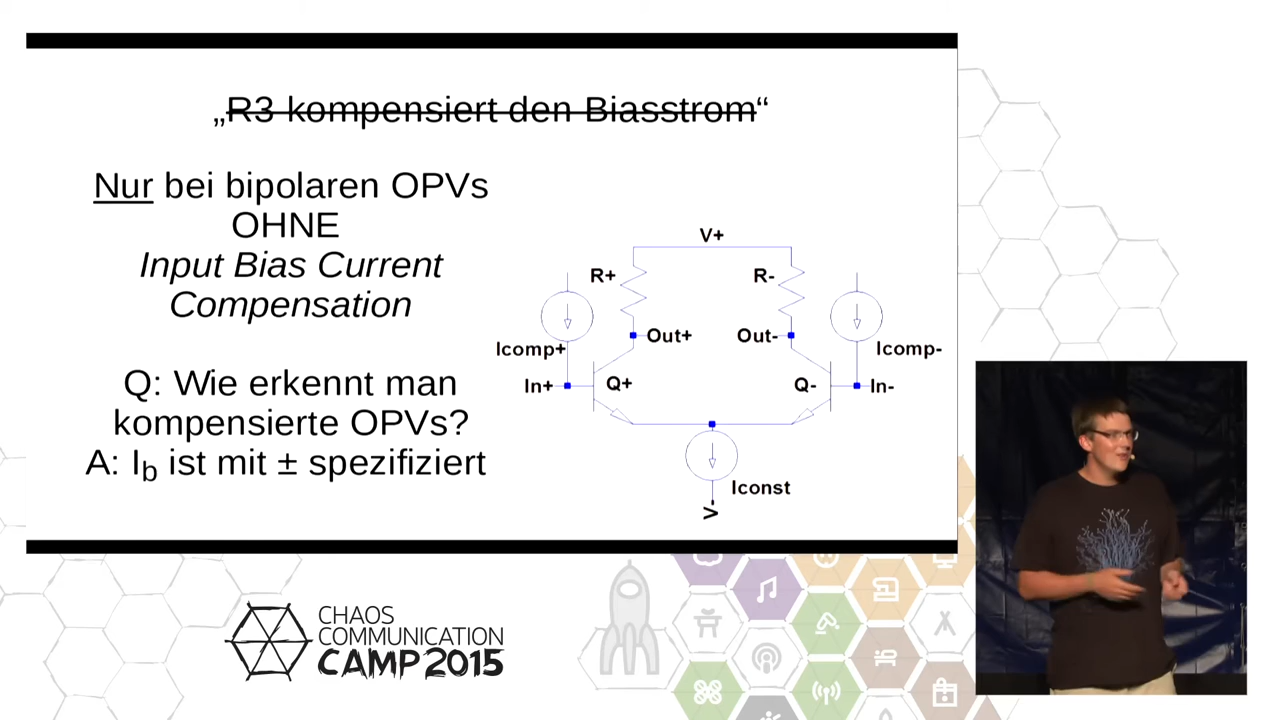 „R3 kompensiert den Biasstrom“
Nur bei bipolaren OPVs
OHNE
Input Bias Current
Compensation
Q: Wie erkennt man
kompensierte OPVs?
A: Ib ist mit ± spezifiziert
V+
R+
R-
Out+
Out-
Icomp+
Icomp-
In+
Q+
Q-
In-
Iconst
V-
CHAOS
COMMUNICATION
CAMP 2015